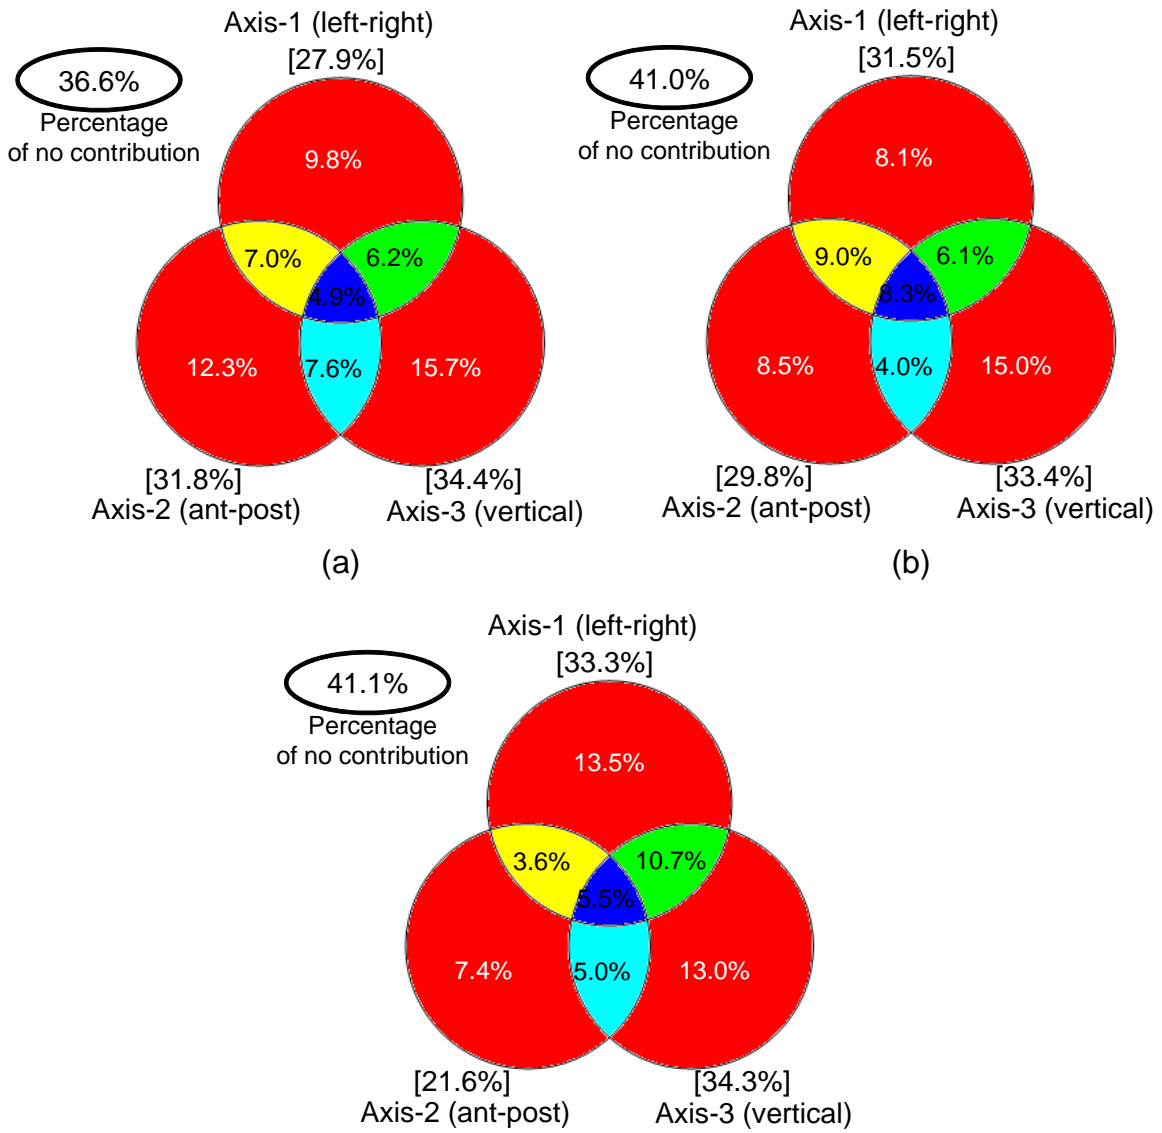 Axis-1 (left-right)
[27.9%]
36.6%
Percentage
of no contribution
9.8%
7.0%
6.2%
4.9%
12.3%
7.6%
15.7%
[31.8%]
[34.4%]
Axis-2 (ant-post)
Axis-3 (vertical)
(a)
Axis-1 (left-right)
[31.5%]
41.0%
Percentage
of no contribution
8.1%
9.0%
6.1%
8.3%
8.5%
4.0%
15.0%
[29.8%]
[33.4%]
Axis-2 (ant-post)
Axis-3 (vertical)
(b)
Axis-1 (left-right)
[33.3%]
41.1%
Percentage
of no contribution
13.5%
3.6%
10.7%
5.5%
7.4%
5.0%
13.0%
[21.6%]
[34.3%]
Axis-2 (ant-post)
Axis-3 (vertical)